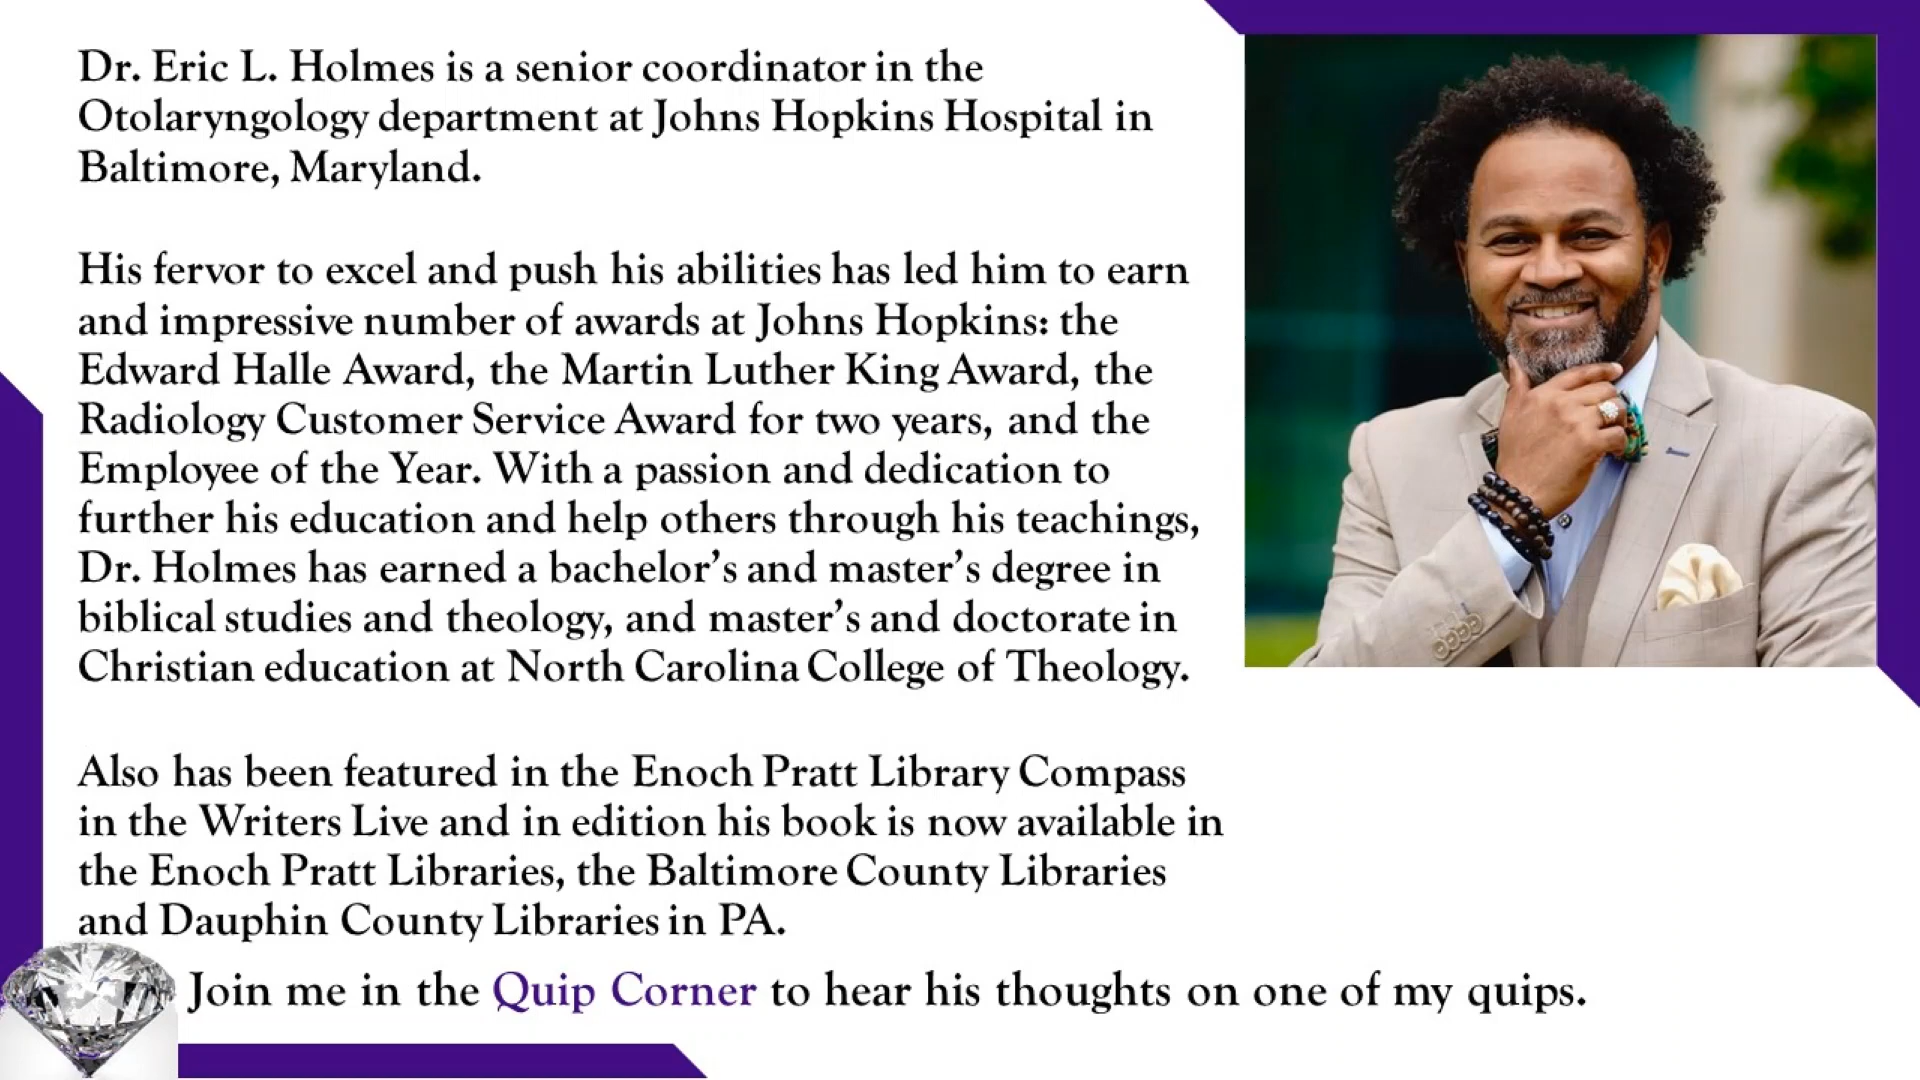 Dr. Eric L. Holmes is a senior coordinator in the
Otolaryngology department at Johns Hopkins Hospital in
Baltimore, Maryland.
His fervor to excel and push his abilities has led him to earn
and impressive number of awards at Johns Hopkins: the
Edward Halle Award, the Martin Luther King Award, the
Radiology Customer Service Award for two years, and the
Employee of the Year. With a passion and dedication to
further his education and help others through his teachings,
Dr. Holmes has earned a bachelor’s and master’s degree in
biblical studies and theology, and master’s and doctorate in
Christian education at North Carolina College of Theology.
Also has been featured in the Enoch Pratt Library Compass
in the Writers Live and in edition his book is now available in
the Enoch Pratt Libraries, the Baltimore County Libraries
and Dauphin County Libraries in PA.
Join me in the Quip Corner to hear his thoughts on one of my quips.